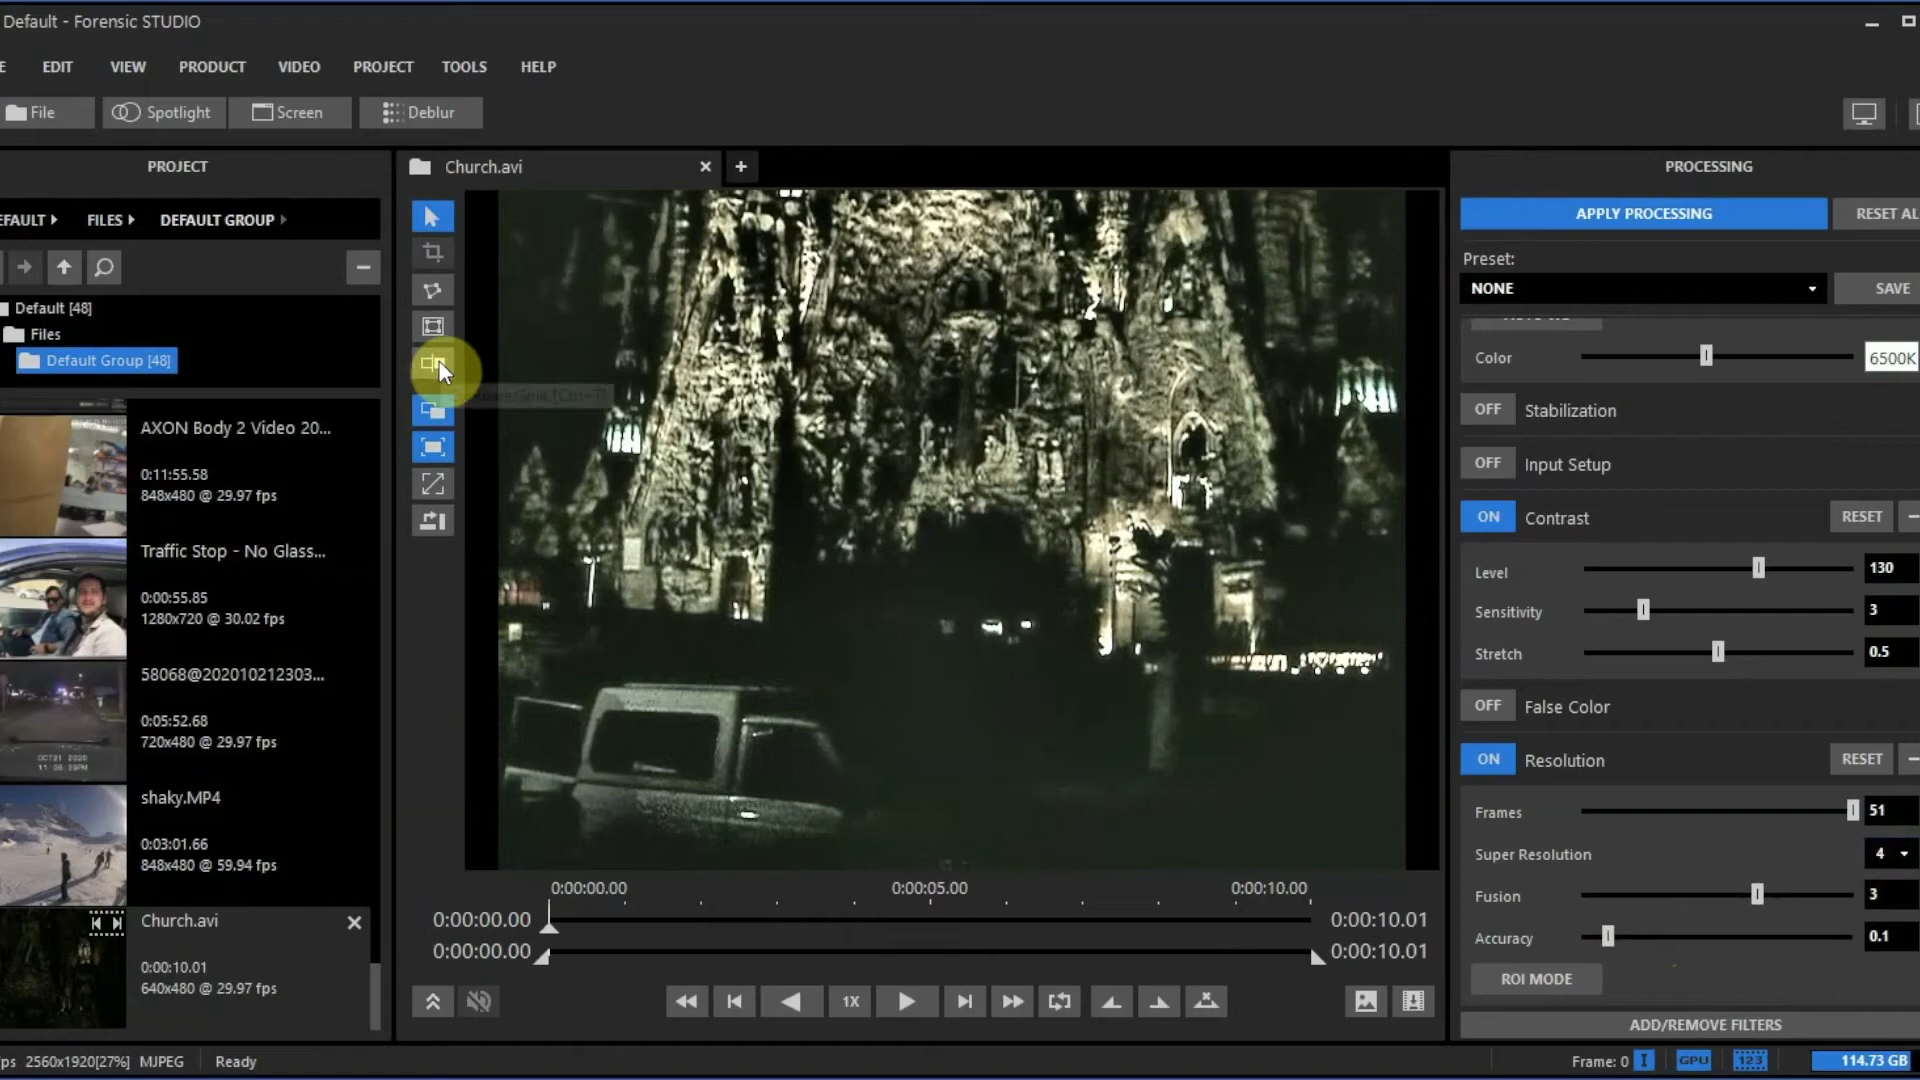 Default - Forensic STUDIO
E EDIT VIEW PRODUCT VIDEO PROJECT TOOLS HELP
File Spotlight Screen Deblur
PROJECT
EFAULT FILES DEFAULT GROUP
Default [48]
Files
Default Group [48]
AXON Body 2 Video 20...
0:11:55.58
848x480 @ 29.97 fps
Traffic Stop - No Glass...
0:00:55.85
1280x720 @ 30.02 fps
58068@202010212303...
0:05:52.68
720x480 @ 29.97 fps
OCT21 2020
shaky.MP4
0:03:01.66
848x480 @ 59.94 fps
Church.avi
0:00:10.01
640x480 @ 29.97 fps
Church.avi
0:00:00.00 0:00:05.00 0:00:10.00
0:00:00.00 0:00:10.01
0:00:00.00 0:00:10.01
1X
PROCESSING
APPLY PROCESSING RESET AL
Preset:
NONE SAVE
Color 6500K
OFF Stabilization
OFF Input Setup
ON Contrast RESET
Level 130
Sensitivity 3
Stretch 0.5
OFF False Color
ON Resolution RESET
Frames 51
Super Resolution 4
Fusion 3
Accuracy 0.1
ROI MODE
ADD/REMOVE FILTERS
ps 2560x1920[27%] MJPEG Ready
Frame: 0 I GPU 123 114.73 GB